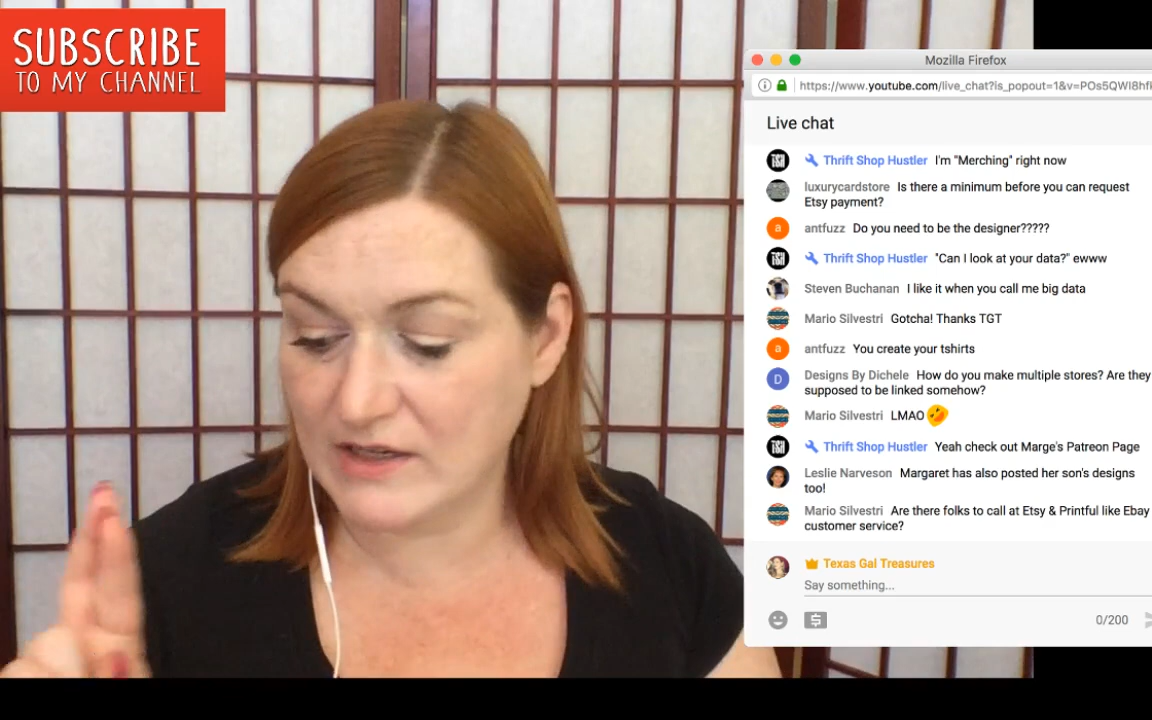 SUBSCRIBE
TO MY CHANNEL
Mozilla Firefox
https://www.youtube.com/live_chat?is_popout=1&v=POs5QWI8hf
Live chat
TSH Thrift Shop Hustler I'm "Merching" right now
luxurycardstore Is there a minimum before you can request
Etsy payment?
a antfuzz Do you need to be the designer?????
TSH Thrift Shop Hustler "Can I look at your data?" ewww
Steven Buchanan I like it when you call me big data
Mario Silvestri Gotcha! Thanks TGT
a antfuzz You create your tshirts
D Designs By Dichele How do you make multiple stores? Are they
supposed to be linked somehow?
Mario Silvestri LMAO 🤣
TSH Thrift Shop Hustler Yeah check out Marge's Patreon Page
Leslie Narveson Margaret has also posted her son's designs
too!
Mario Silvestri Are there folks to call at Etsy & Printful like Ebay
customer service?
Texas Gal Treasures
Say something...
$ 0/200